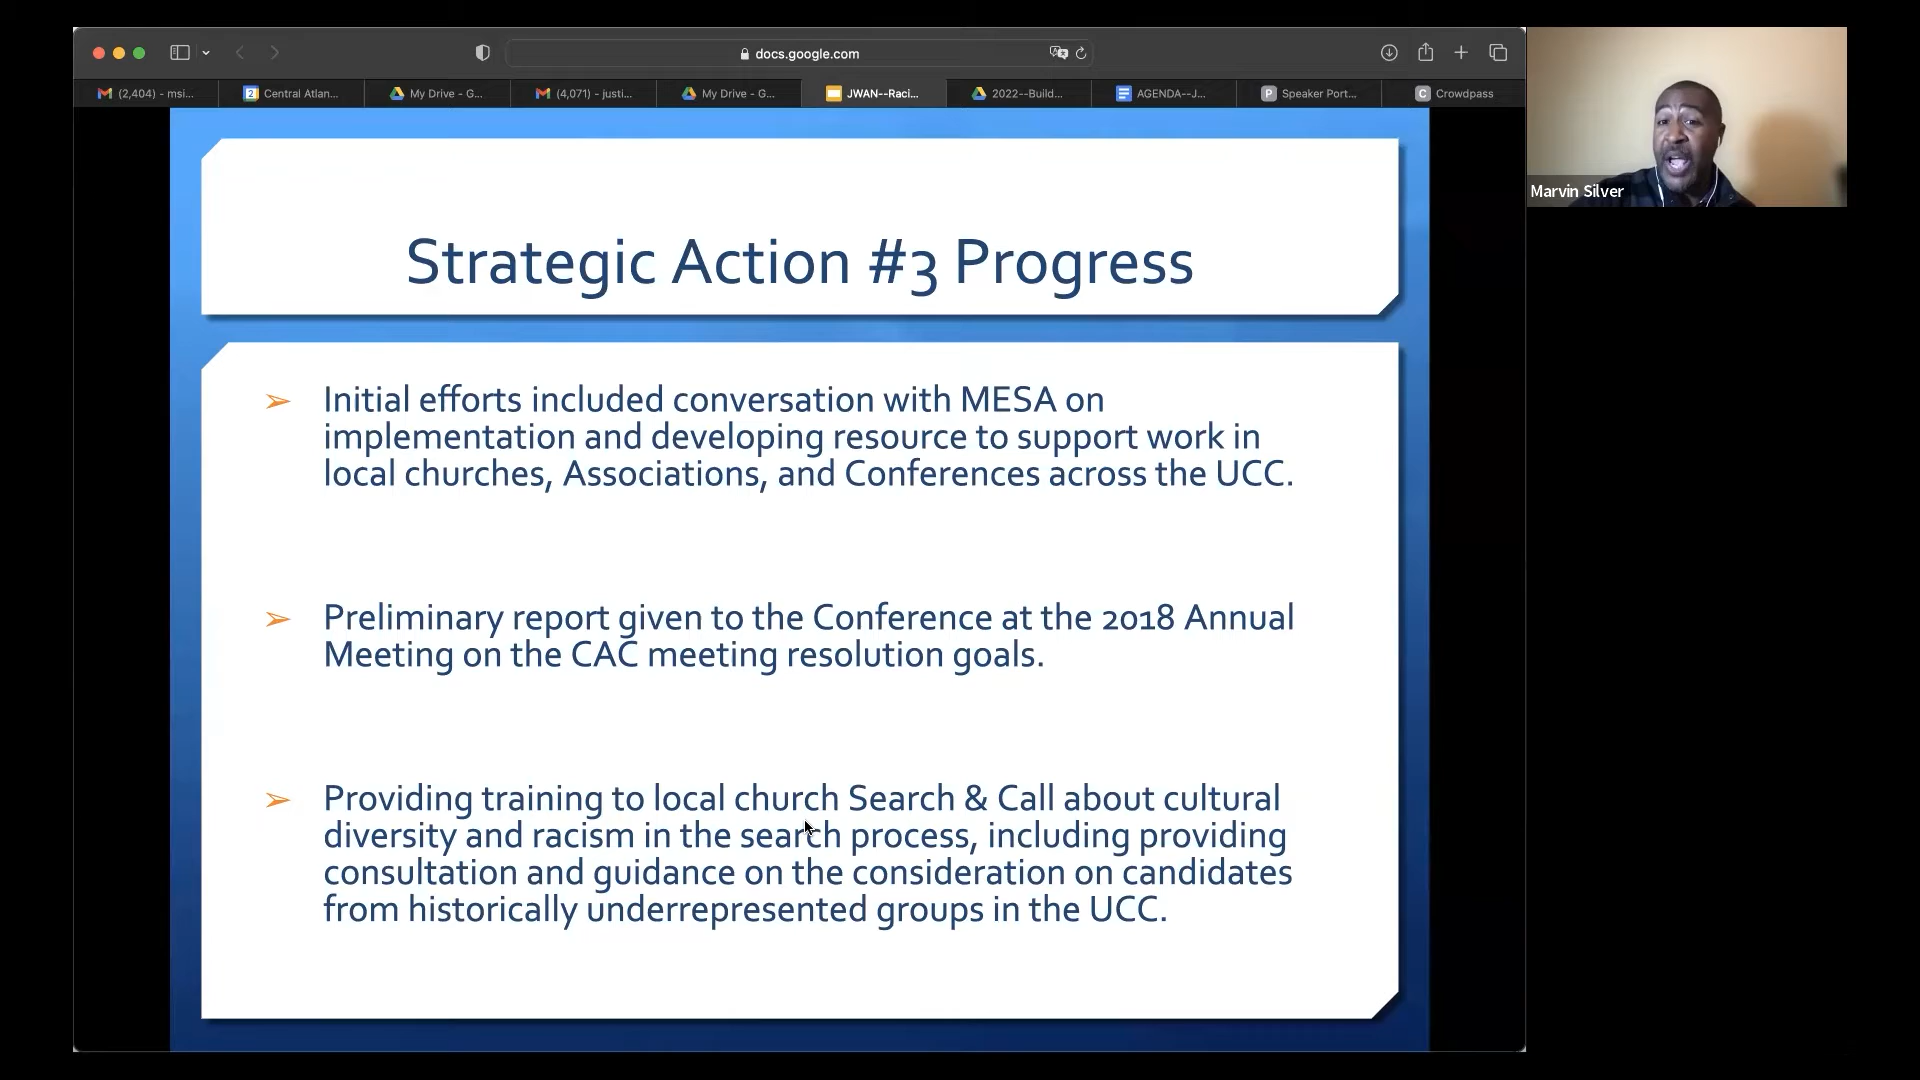 docs.google.com
(2,404) - msi...
2
Central Atlan...
My Drive - G...
(4,071) - justi...
My Drive - G...
JWAN--Raci...
2022--Build...
AGENDA--J...
P
Speaker Port...
C
Crowdpass
Marvin Silver
Strategic Action #3 Progress
➢ Initial efforts included conversation with MESA on
implementation and developing resource to support work in
local churches, Associations, and Conferences across the UCC.
➢ Preliminary report given to the Conference at the 2018 Annual
Meeting on the CAC meeting resolution goals.
➢ Providing training to local church Search & Call about cultural
diversity and racism in the search process, including providing
consultation and guidance on the consideration on candidates
from historically underrepresented groups in the UCC.